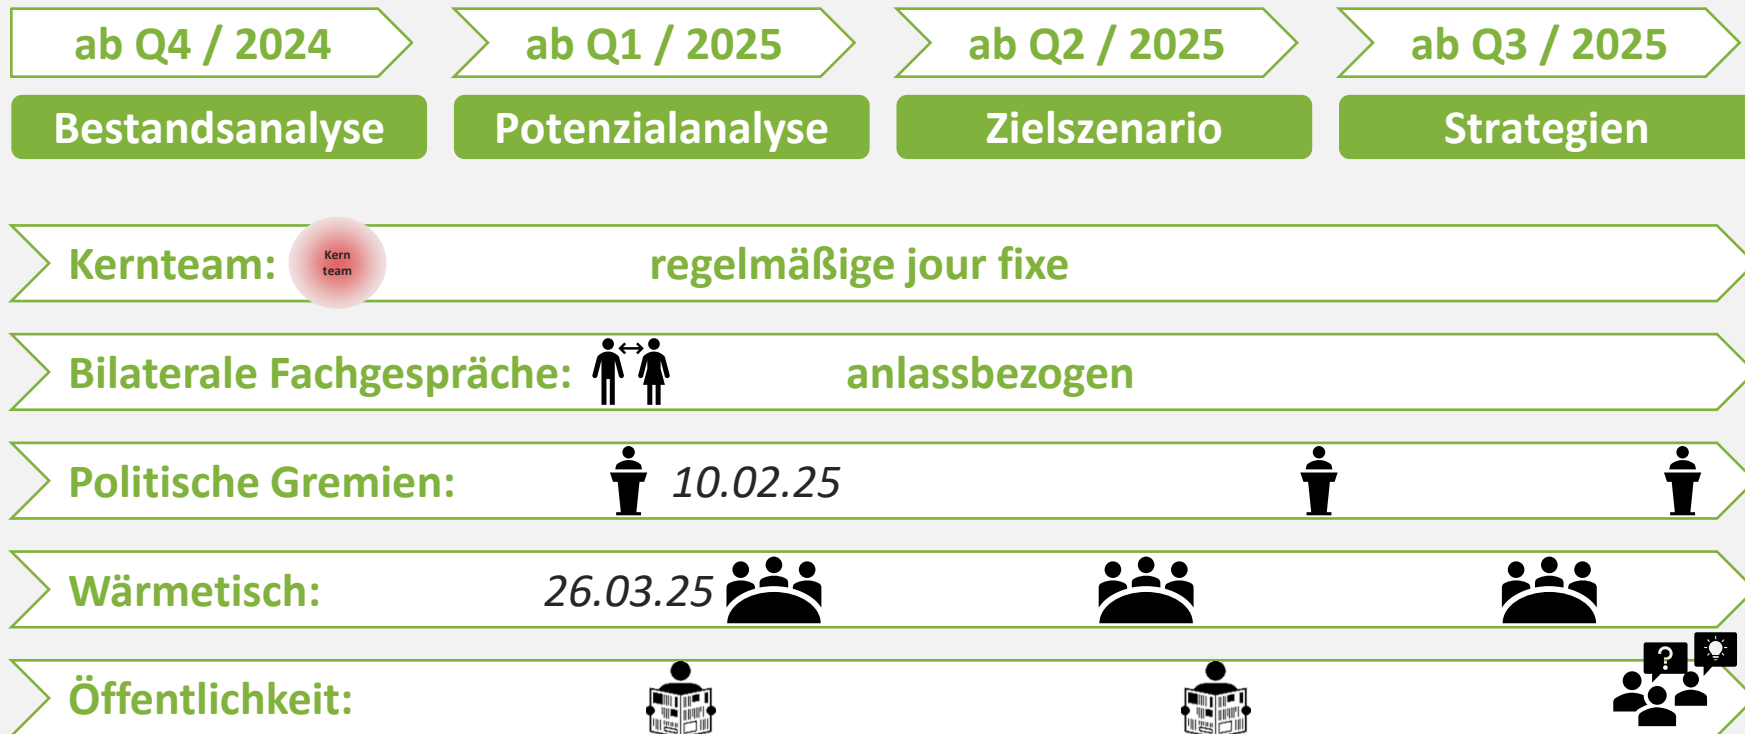 ab Q4 / 2024
ab Q1 / 2025
ab Q2 / 2025
ab Q3 / 2025
Bestandsanalyse
Potenzialanalyse
Zielszenario
Strategien
Kernteam:
Kern
team
regelmäßige jour fixe
Bilaterale Fachgespräche:
anlassbezogen
Politische Gremien:
10.02.25
Wärmetisch:
26.03.25
Öffentlichkeit:
?